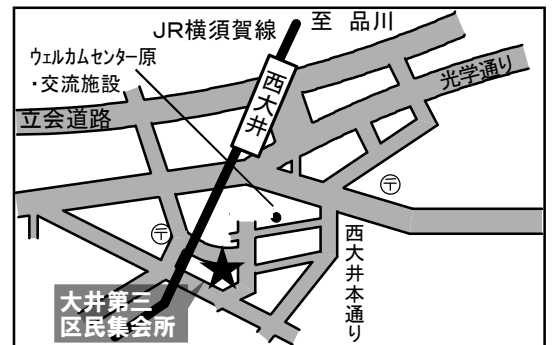 JR横須賀線
至 品川
ウェルカムセンター原
・交流施設
光学通り
西大井
立会道路
〒
〒
西大井本通り
大井第三
区民集会所